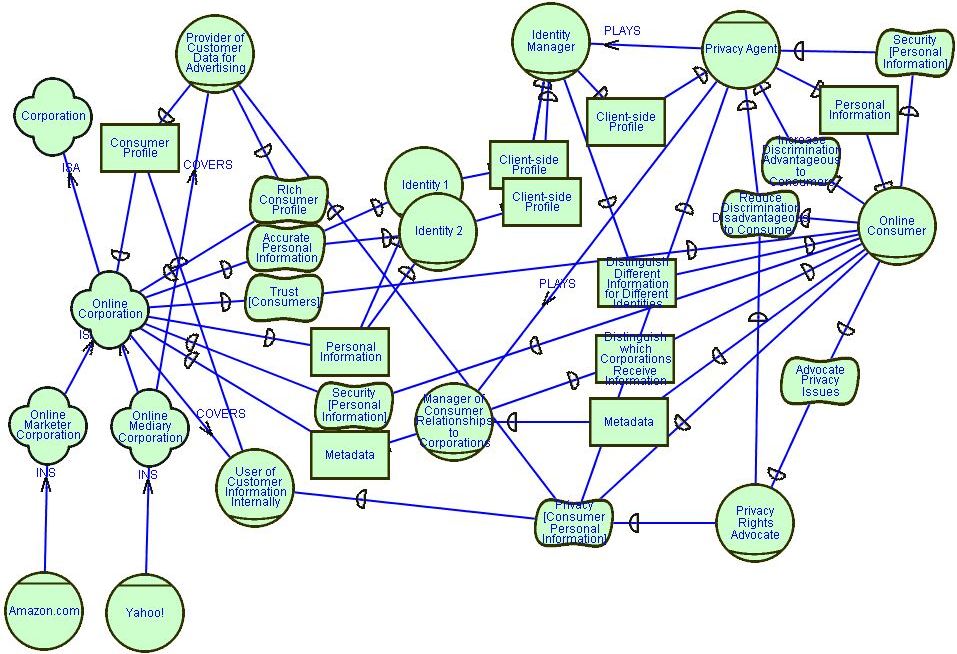 Provider of
Customer
Data for
Advertising
Identity
Manager
PLAYS
Privacy Agent
Security
[Personal
Information]
Corporation
Consumer
Profile
Client-side
Profile
Personal
Information
ISA
COVERS
Client-side
Profile
Increase
Discrimination
Advantageous
to
Consumers
Identity 1
RIch
Consumer
Profile
Client-side
Profile
Reduce
Discrimination
Disadvantageous
to Consumer
Online
Consumer
Identity 2
Accurate
Personal
Information
Distinguish
Different
Information
for Different
Identities
PLAYS
Trust
[Consumers]
Online
Corporation
Personal
Information
Distinguish
which
Corporations
Receive
Information
Advocate
Privacy
Issues
Security
[Personal
Information]
Manager of
Consumer
Relationships
to
Corporations
Metadata
Online
Marketer
Corporation
Online
Mediary
Corporation
COVERS
Metadata
INS
INS
User of
Customer
Information
Internally
Privacy
[Consumer
Personal
Information]
Privacy
Rights
Advocate
Amazon.com
Yahoo!